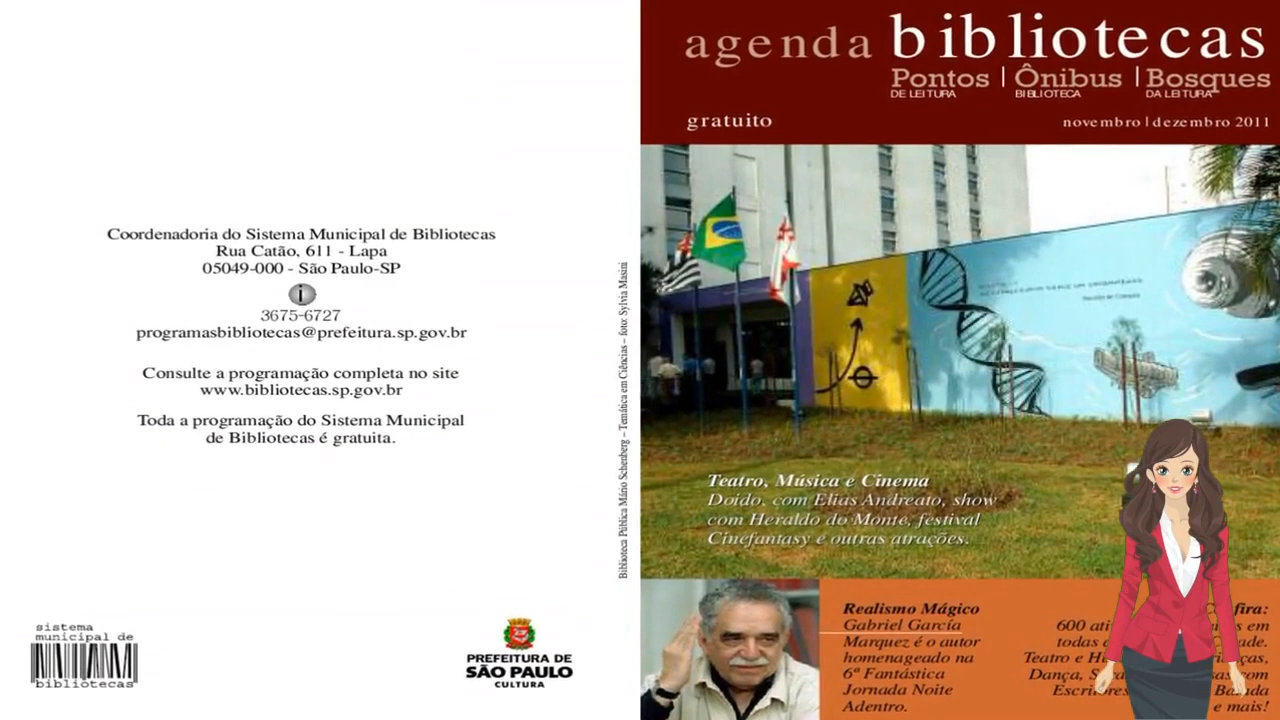 Coordenadoria do Sistema Municipal de Bibliotecas
Rua Catão, 611 - Lapa
05049-000 - São Paulo-SP
i
3675-6727
programasbibliotecas@prefeitura.sp.gov.br
Consulte a programação completa no site
www.bibliotecas.sp.gov.br
Toda a programação do Sistema Municipal
de Bibliotecas é gratuita.
sistema
municipal de
bibliotecas
PREFEITURA DE
SÃO PAULO
CULTURA
Biblioteca Pública Mário Schenberg – Temática em Ciências – foto: Sylvia Masini
agenda bibliotecas
Pontos | Ônibus | Bosques
DE LEITURA BIBLIOTECA DA LEITURA
gratuito
novembro | dezembro 2011
Teatro, Música e Cinema
Doido, com Elias Andreato, show
com Heraldo do Monte, festival
Cinefantasy e outras atrações.
Realismo Mágico
Gabriel García
Marquez é o autor
homenageado na
6ª Fantástica
Jornada Noite
Adentro.
600 em
todas
Teatro e
Dança, com
e mais!